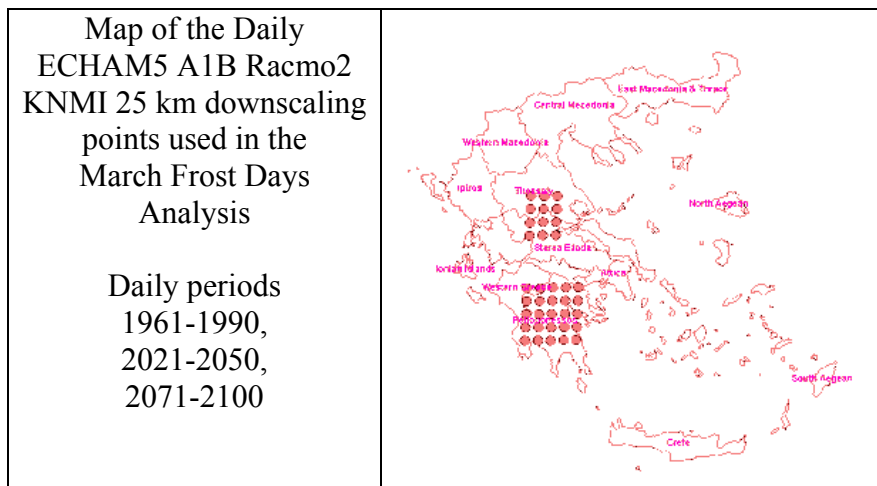 Map of the Daily
ECHAM5 A1B Racmo2
KNMI 25 km downscaling
points used in the
March Frost Days
Analysis
Daily periods
1961-1990,
2021-2050,
2071-2100
East Macedonia & Thrace
Central Macedonia
Western Macedonia
Ipiros
Thessaly
North Aegean
Sterea Ellada
Ionian Islands
Attica
Western Greece
Peloponnisos
South Aegean
Crete